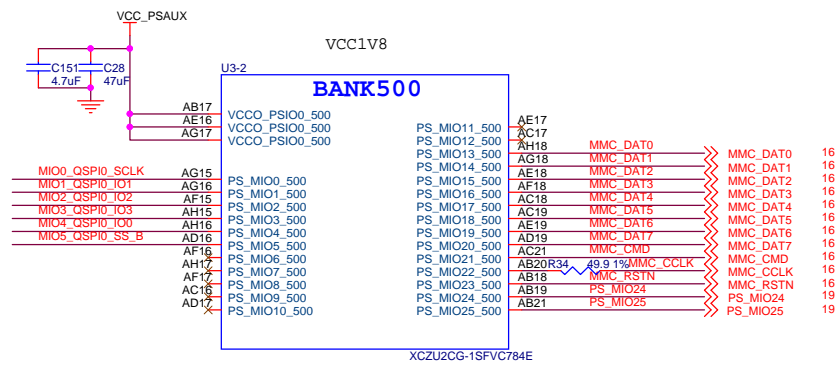 VCC_PSAUX
VCC1V8
C151
4.7uF
C28
47uF
U3-2
BANK500
AB17 VCCO_PSIO0_500
AE16 VCCO_PSIO0_500
AG17 VCCO_PSIO0_500
MIO0_QSPI0_SCLK AG15 PS_MIO0_500
MIO1_QSPI0_IO1 AG16 PS_MIO1_500
MIO2_QSPI0_IO2 AF15 PS_MIO2_500
MIO3_QSPI0_IO3 AH15 PS_MIO3_500
MIO4_QSPI0_IO0 AH16 PS_MIO4_500
MIO5_QSPI0_SS_B AD16 PS_MIO5_500
AF16 PS_MIO6_500
AH17 PS_MIO7_500
AF17 PS_MIO8_500
AC16 PS_MIO9_500
AD17 PS_MIO10_500
PS_MIO11_500 AE17
PS_MIO12_500 AC17
PS_MIO13_500 AH18 MMC_DAT0 MMC_DAT0 16
PS_MIO14_500 AG18 MMC_DAT1 MMC_DAT1 16
PS_MIO15_500 AE18 MMC_DAT2 MMC_DAT2 16
PS_MIO16_500 AF18 MMC_DAT3 MMC_DAT3 16
PS_MIO17_500 AC18 MMC_DAT4 MMC_DAT4 16
PS_MIO18_500 AC19 MMC_DAT5 MMC_DAT5 16
PS_MIO19_500 AE19 MMC_DAT6 MMC_DAT6 16
PS_MIO20_500 AD19 MMC_DAT7 MMC_DAT7 16
PS_MIO21_500 AC21 MMC_CMD MMC_CMD 16
PS_MIO22_500 AB20 R34 49.9 1% MMC_CCLK MMC_CCLK 16
PS_MIO23_500 AB18 MMC_RSTN MMC_RSTN 16
PS_MIO24_500 AB19 PS_MIO24 PS_MIO24 19
PS_MIO25_500 AB21 PS_MIO25 PS_MIO25 19
XCZU2CG-1SFVC784E